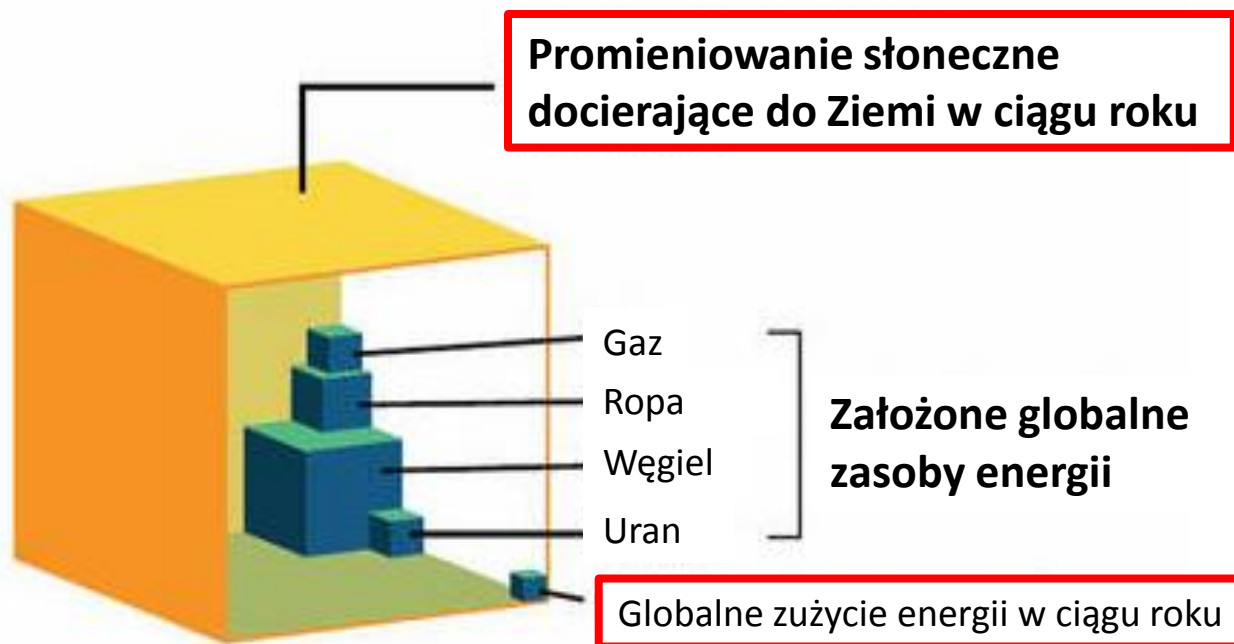 Promieniowanie słoneczne
docierające do Ziemi w ciągu roku
Gaz
Ropa
Węgiel
Uran
Założone globalne
zasoby energii
Globalne zużycie energii w ciągu roku